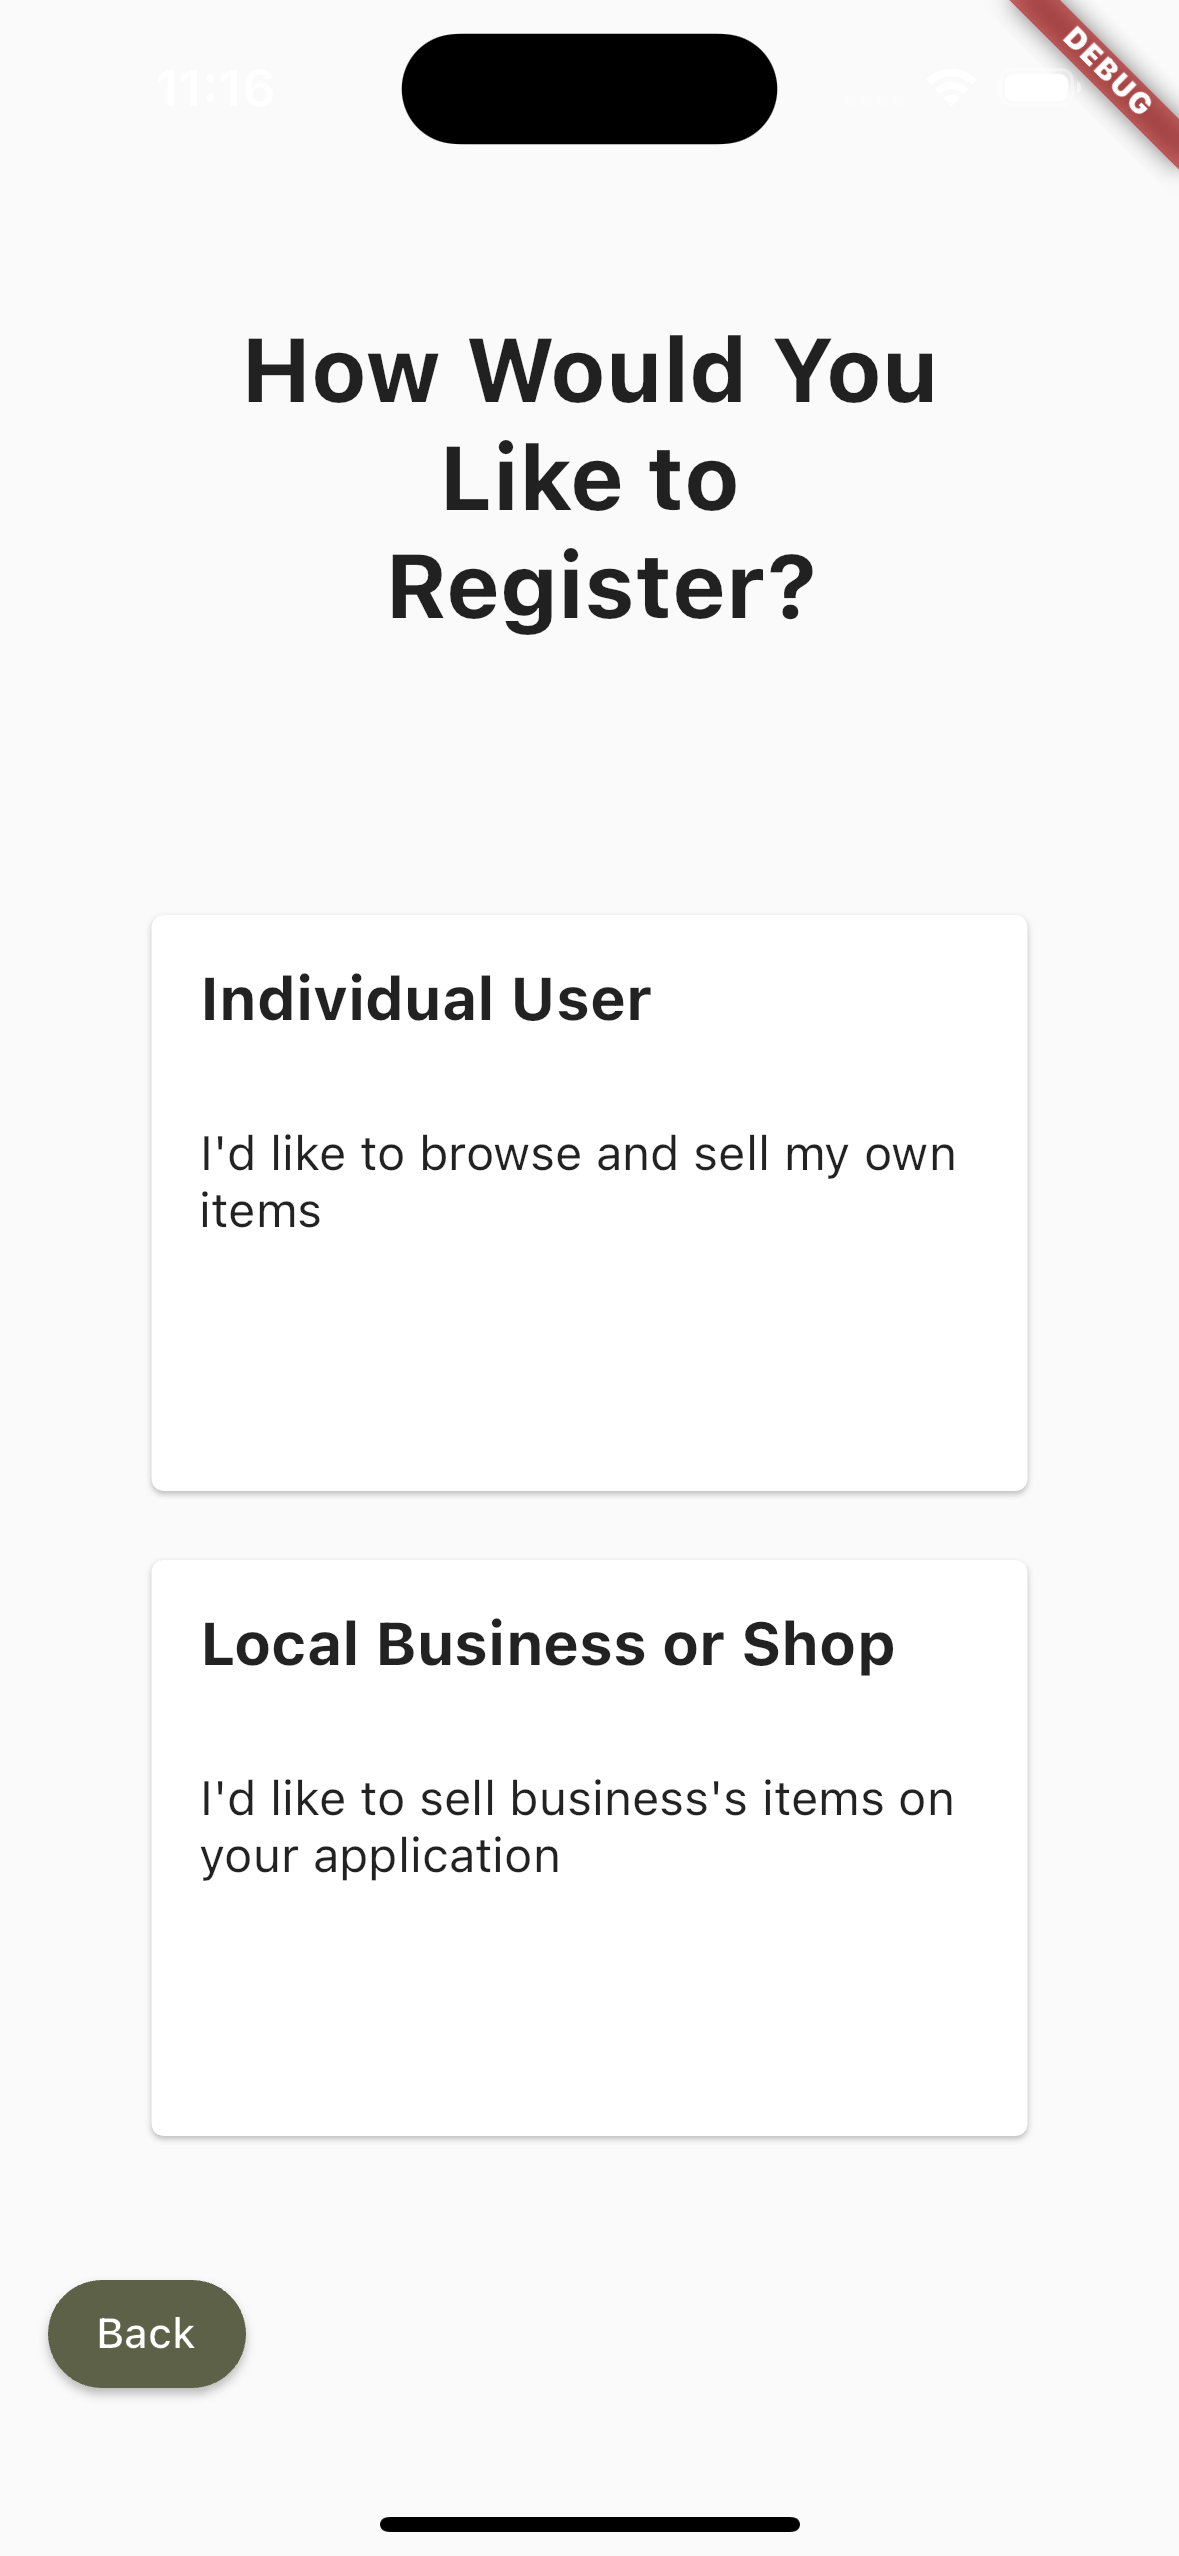 11:16
DEBUG
How Would You
Like to
Register?
Individual User
I'd like to browse and sell my own
items
Local Business or Shop
I'd like to sell business's items on
your application
Back